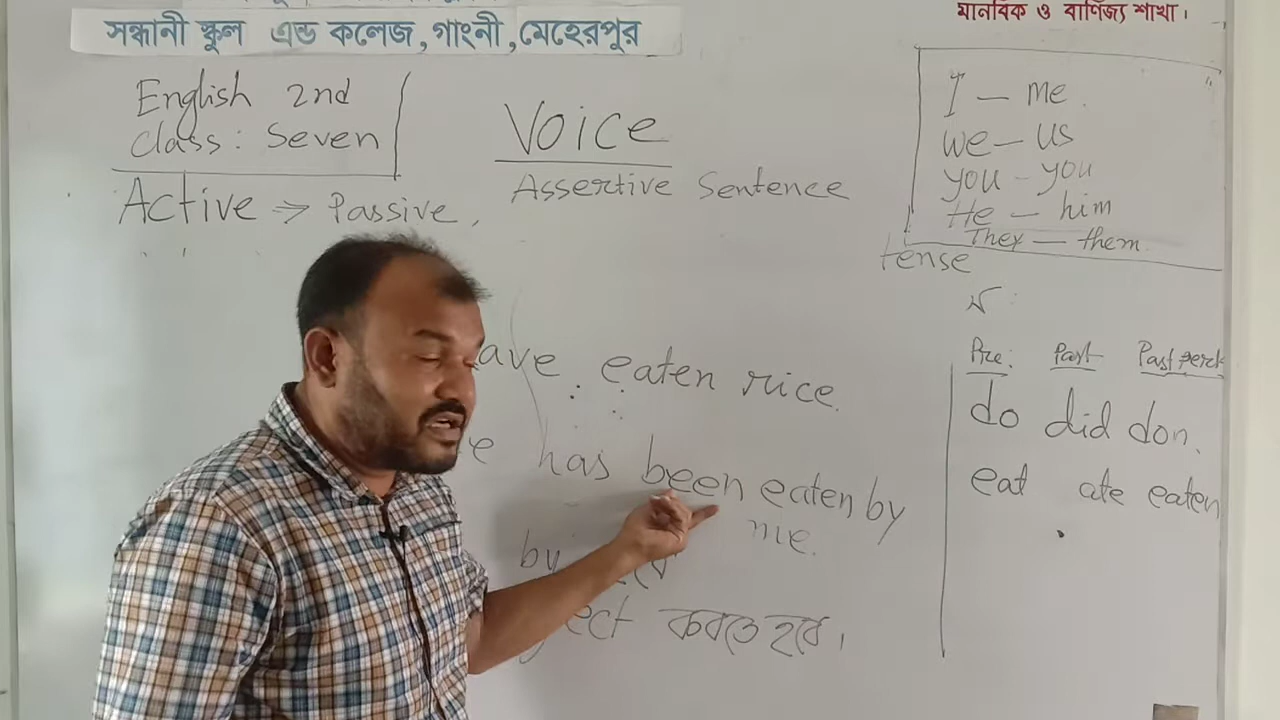 সন্ধানী স্কুল এন্ড কলেজ, গাংনী, মেহেরপুর
মানবিক ও বাণিজ্য শাখা।
English 2nd
Class: Seven
Voice
Assertive Sentence
Active ⇒ Passive,
I — me.
we — us
you - you
He — him
They — them.
tense
ave eaten rice.
e has been eaten by
me.
by
ect করতে হবে।
Pre: Past Past
do did don.
eat ate eaten